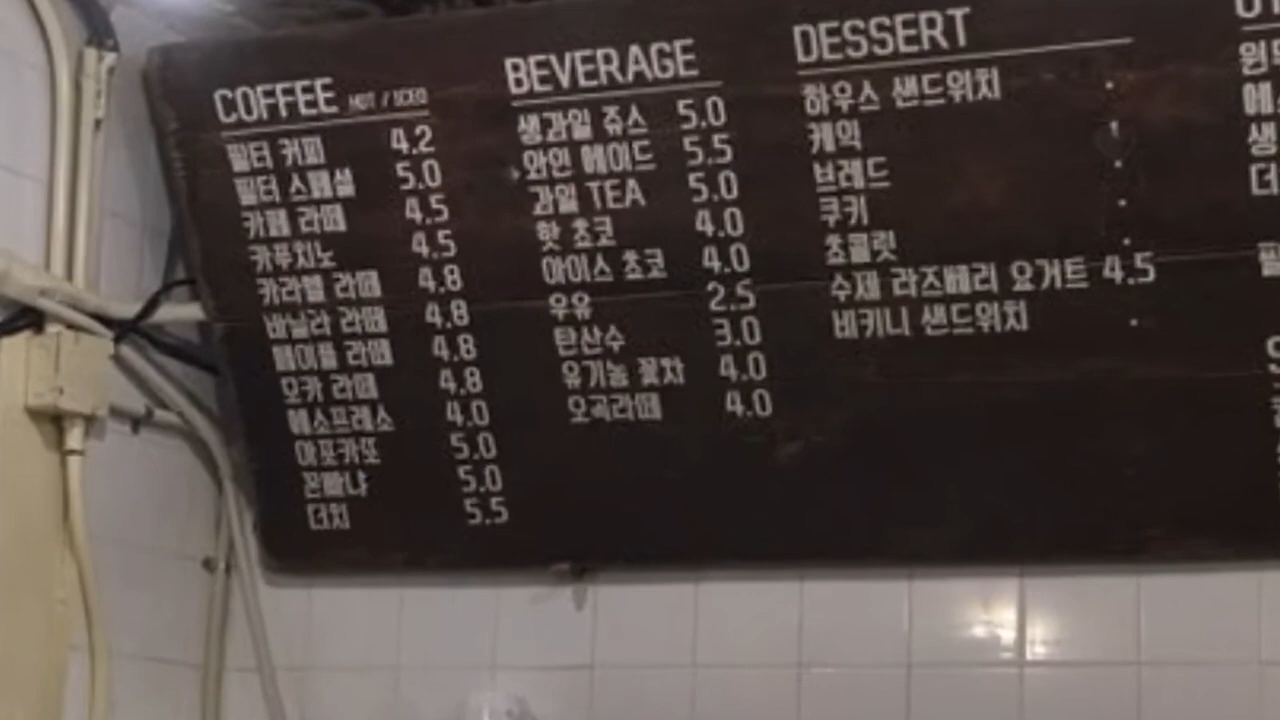 COFFEE HOT / ICED
필터 커피 4.2
필터 스페셜 5.0
카페 라떼 4.5
카푸치노 4.5
카라멜 라떼 4.8
바닐라 라떼 4.8
메이플 라떼 4.8
모카 라떼 4.8
에소프레소 4.0
아포카또 5.0
꼰빠냐 5.0
더치 5.5
BEVERAGE
생과일 쥬스 5.0
와인 에이드 5.5
과일 TEA 5.0
핫 쵸코 4.0
아이스 쵸코 4.0
우유 2.5
탄산수 3.0
유기농 꽃차 4.0
오곡라떼 4.0
DESSERT
하우스 샌드위치
케익
브레드
쿠키
쵸콜릿
수제 라즈베리 요거트 4.5
비키니 샌드위치